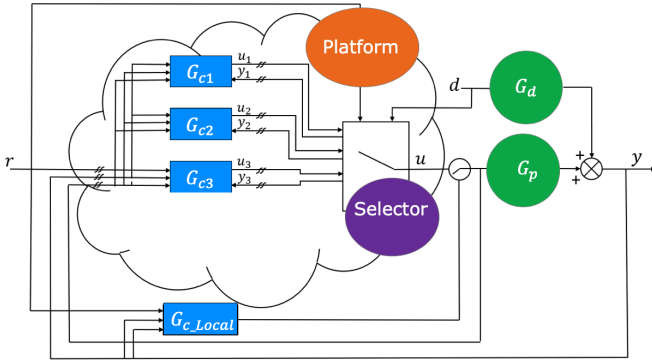 Platform
G_c1
u_1
y_1
G_c2
u_2
y_2
G_c3
u_3
y_3
r
d
G_d
u
G_p
+
+
y
Selector
G_c_Local